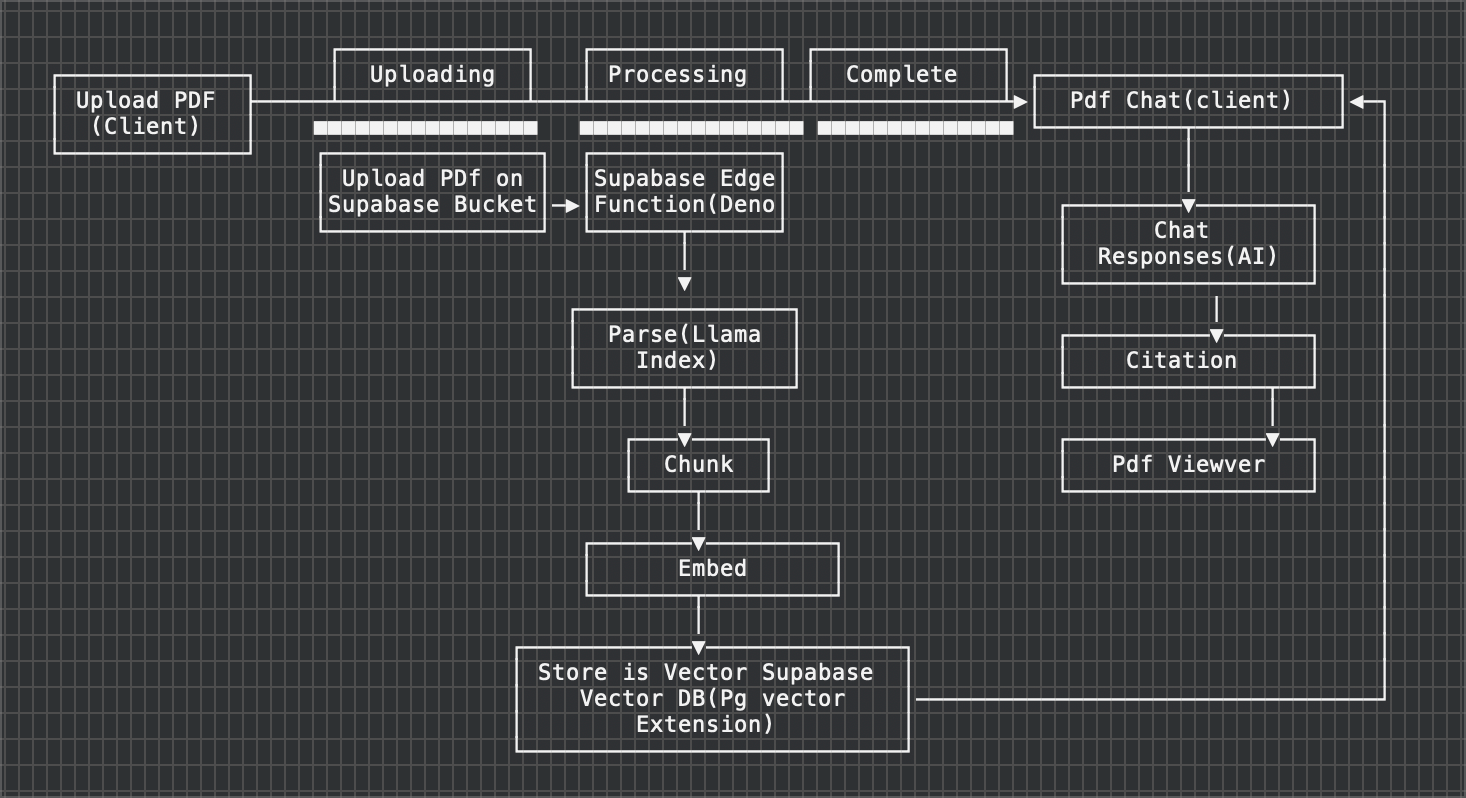 Uploading
Processing
Complete
Upload PDF
(Client)
Pdf Chat(client)
Upload PDf on
Supabase Bucket
Supabase Edge
Function(Deno
Chat
Responses(AI)
Parse(Llama
Index)
Citation
Chunk
Pdf Viewver
Embed
Store is Vector Supabase
Vector DB(Pg vector
Extension)